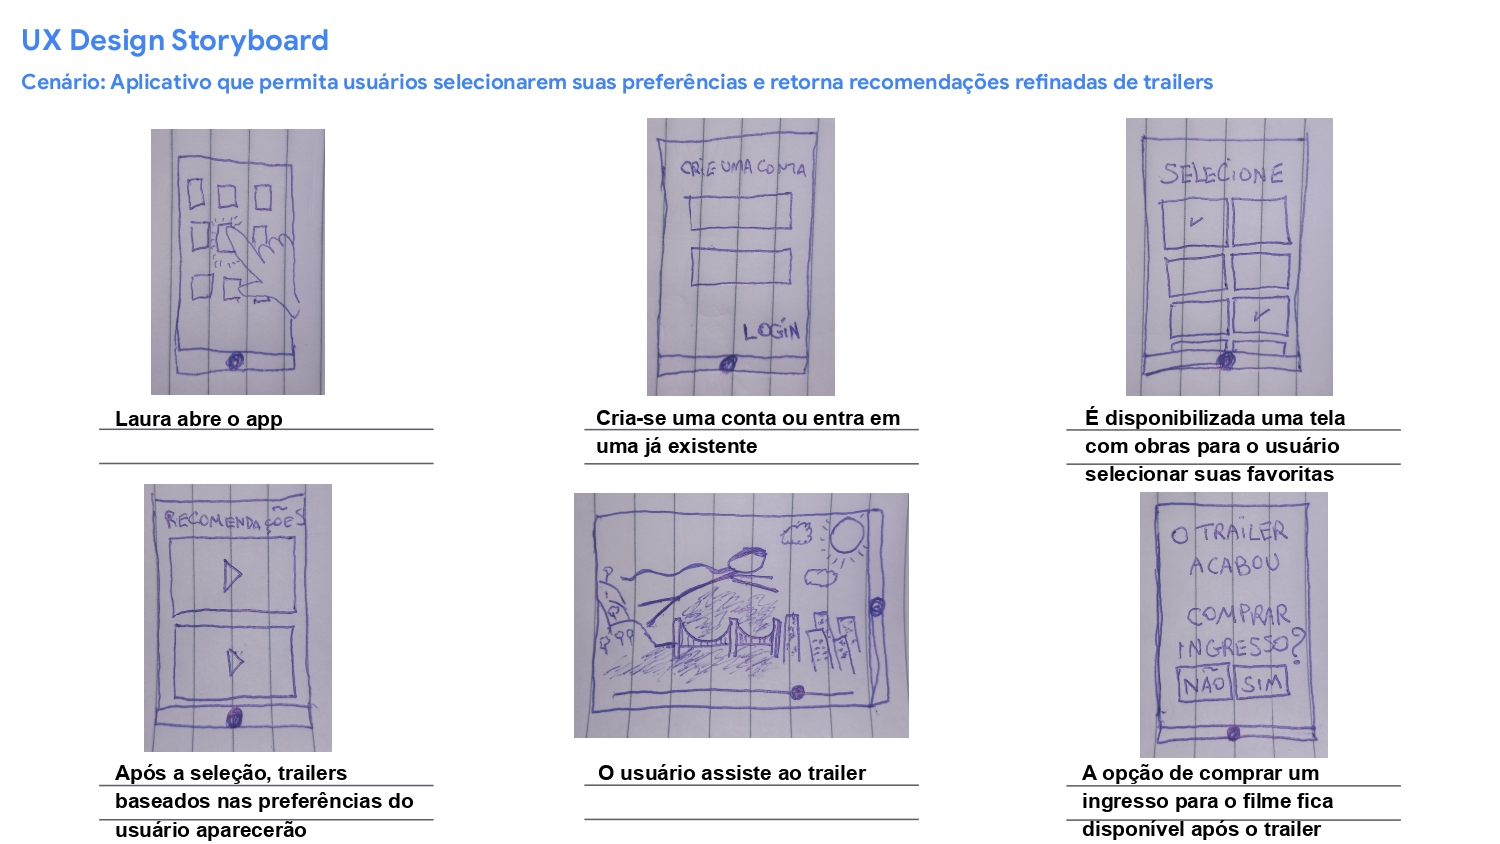 UX Design Storyboard
Cenário: Aplicativo que permita usuários selecionarem suas preferências e retorna recomendações refinadas de trailers
CRIE UMA CONTA
LOGIN
SELECIONE
Laura abre o app
Cria-se uma conta ou entra em
uma já existente
É disponibilizada uma tela
com obras para o usuário
selecionar suas favoritas
RECOMENDAÇÕES
O TRAILER
ACABOU
COMPRAR
INGRESSO?
NÃO SIM
Após a seleção, trailers
baseados nas preferências do
usuário aparecerão
O usuário assiste ao trailer
A opção de comprar um
ingresso para o filme fica
disponível após o trailer